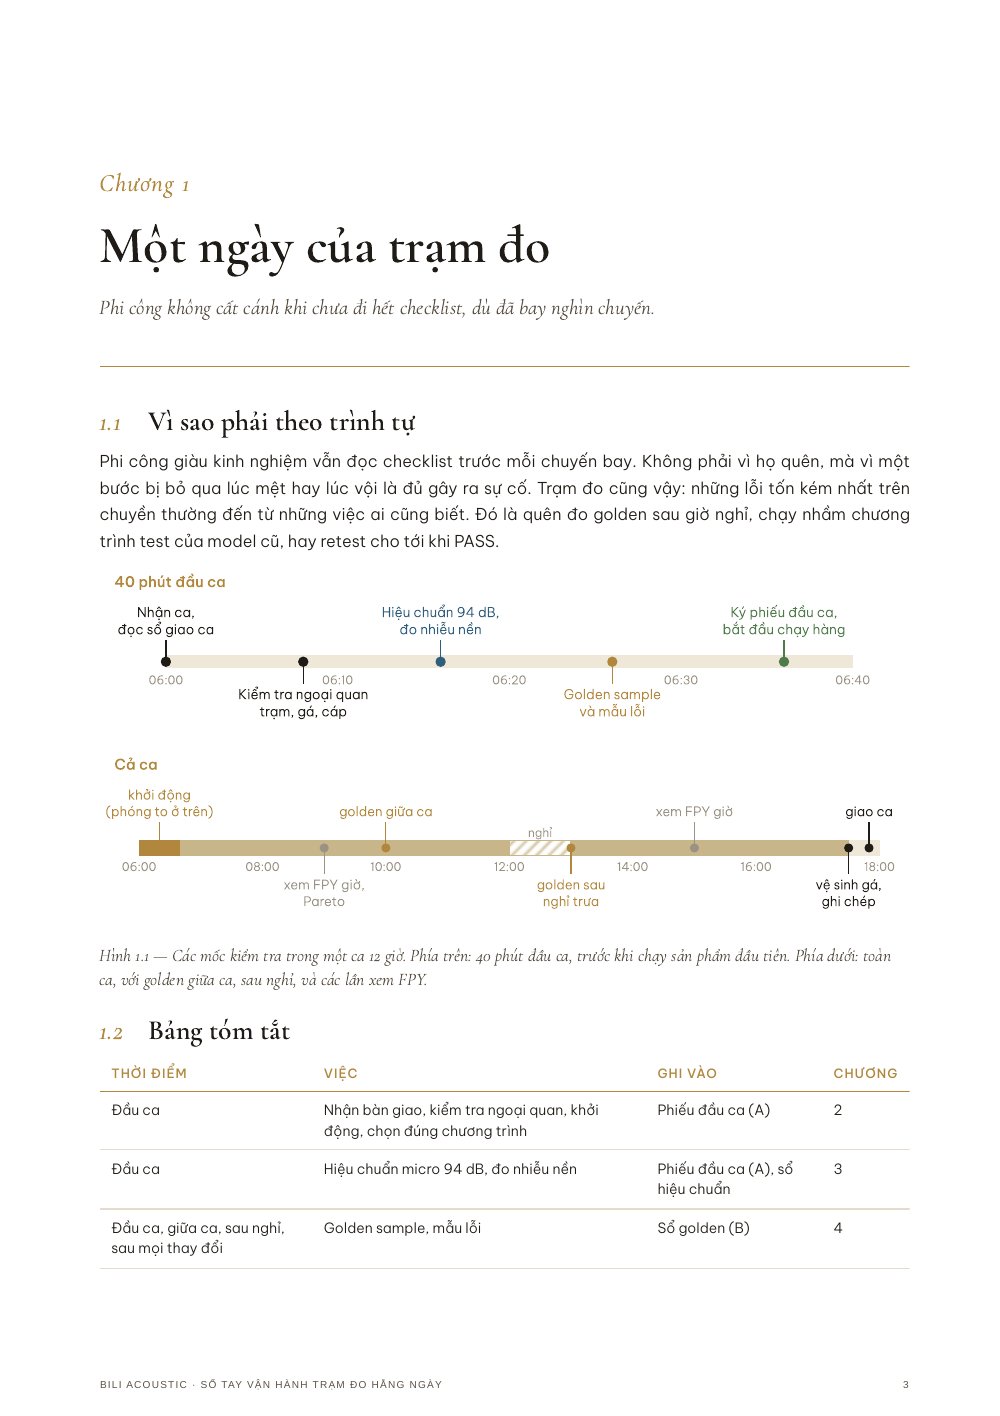 Chương 1
Một ngày của trạm đo
Phi công không cất cánh khi chưa đi hết checklist, dù đã bay nghìn chuyến.
1.1 Vì sao phải theo trình tự
Phi công giàu kinh nghiệm vẫn đọc checklist trước mỗi chuyến bay. Không phải vì họ quên, mà vì một
bước bị bỏ qua lúc mệt hay lúc vội là đủ gây ra sự cố. Trạm đo cũng vậy: những lỗi tốn kém nhất trên
chuyền thường đến từ những việc ai cũng biết. Đó là quên đo golden sau giờ nghỉ, chạy nhầm chương
trình test của model cũ, hay retest cho tới khi PASS.
40 phút đầu ca
Nhận ca,
đọc sổ giao ca
Hiệu chuẩn 94 dB,
đo nhiễu nền
Ký phiếu đầu ca,
bắt đầu chạy hàng
06:00 06:10 06:20 06:30 06:40
Kiểm tra ngoại quan
trạm, gá, cáp
Golden sample
và mẫu lỗi
Cả ca
khởi động
(phóng to ở trên)
golden giữa ca
xem FPY giờ
giao ca
nghỉ
06:00 08:00 10:00 12:00 14:00 16:00 18:00
xem FPY giờ,
Pareto
golden sau
nghỉ trưa
vệ sinh gá,
ghi chép
Hình 1.1 — Các mốc kiểm tra trong một ca 12 giờ. Phía trên: 40 phút đầu ca, trước khi chạy sản phẩm đầu tiên. Phía dưới: toàn
ca, với golden giữa ca, sau nghỉ, và các lần xem FPY.
1.2 Bảng tóm tắt
THỜI ĐIỂM VIỆC GHI VÀO CHƯƠNG
Đầu ca Nhận bàn giao, kiểm tra ngoại quan, khởi Phiếu đầu ca (A) 2
động, chọn đúng chương trình
Đầu ca Hiệu chuẩn micro 94 dB, đo nhiễu nền Phiếu đầu ca (A), sổ 3
hiệu chuẩn
Đầu ca, giữa ca, sau nghỉ, Golden sample, mẫu lỗi Sổ golden (B) 4
sau mọi thay đổi
BILI ACOUSTIC · SỔ TAY VẬN HÀNH TRẠM ĐO HẰNG NGÀY 3